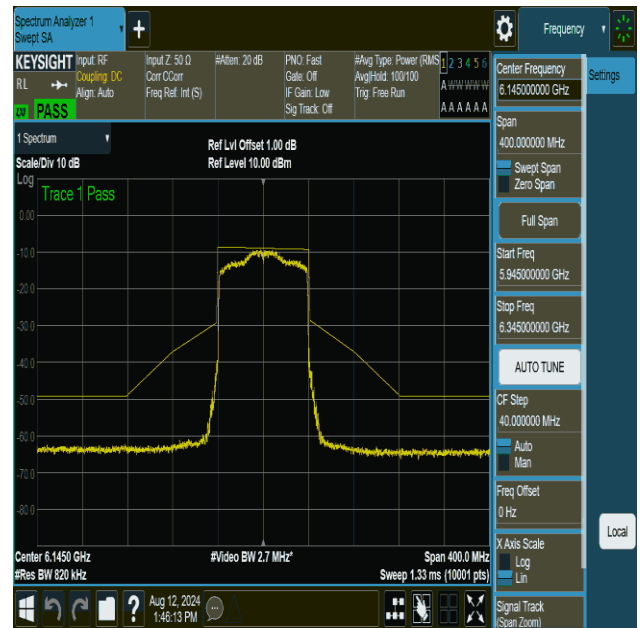 Spectrum Analyzer 1
Swept SA
+
Frequency
KEYSIGHT
RL
PASS
Input: RF
Coupling: DC
Align: Auto
Input Z: 50 Ω
Corr CCorr
Freq Ref: Int (S)
#Atten: 20 dB
PNO: Fast
Gate: Off
IF Gain: Low
Sig Track: Off
#Avg Type: Power (RMS
Avg|Hold: 100/100
Trig: Free Run
1 2 3 4 5 6
A W W W W W
A A A A A A
1 Spectrum
Scale/Div 10 dB
Ref Lvl Offset 1.00 dB
Ref Level 10.00 dBm
Log
Trace 1 Pass
0.00
-10.0
-20.0
-30.0
-40.0
-50.0
-60.0
-70.0
-80.0
Center 6.1450 GHz
#Res BW 820 kHz
#Video BW 2.7 MHz*
Span 400.0 MHz
Sweep 1.33 ms (10001 pts)
Center Frequency
6.145000000 GHz
Settings
Span
400.000000 MHz
Swept Span
Zero Span
Full Span
Start Freq
5.945000000 GHz
Stop Freq
6.345000000 GHz
AUTO TUNE
CF Step
40.000000 MHz
Auto
Man
Freq Offset
0 Hz
X Axis Scale
Log
Lin
Local
Signal Track
(Span Zoom)
?
Aug 12, 2024
1:46:13 PM